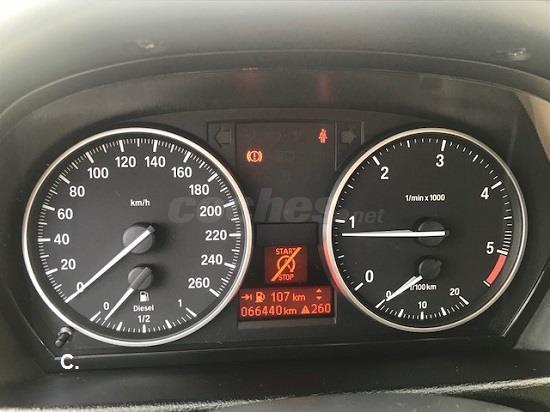 120 140
100 160
80 180
60 200
40 220
20 240
0 260
km/h
0 1/2 1
Diesel
coches.net
START
STOP
107 km
066440 km 260
0 1 2 3 4 5
1/min x 1000
l/100km
0 10 20
C.